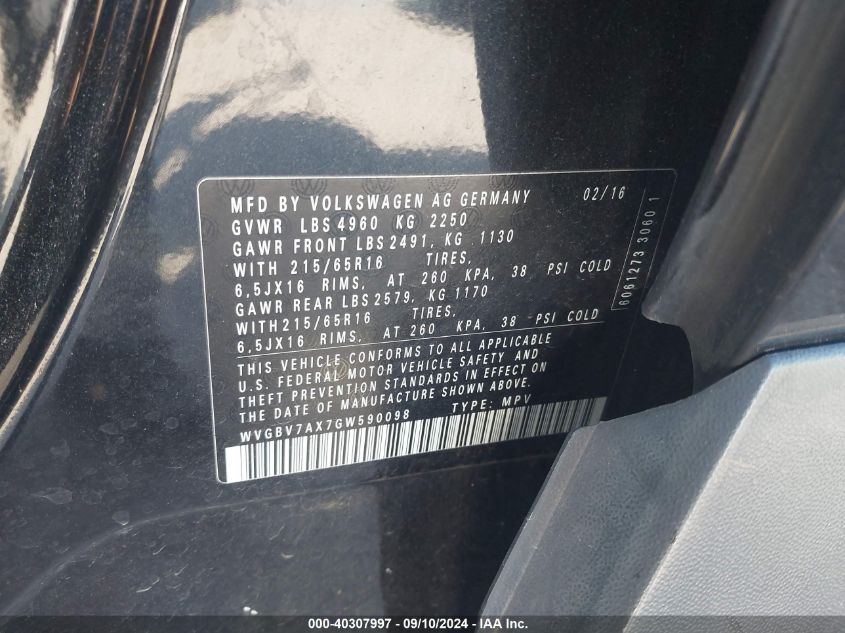 MFD BY VOLKSWAGEN AG GERMANY 02/16
GVWR LBS 4960 KG 2250
GAWR FRONT LBS 2491, KG 1130
WITH 215/65R16 TIRES,
6,5JX16 RIMS, AT 260 KPA, 38 PSI COLD
GAWR REAR LBS 2579, KG 1170
WITH 215/65R16 TIRES,
6,5JX16 RIMS, AT 260 KPA, 38 PSI COLD
THIS VEHICLE CONFORMS TO ALL APPLICABLE
U.S. FEDERAL MOTOR VEHICLE SAFETY AND
THEFT PREVENTION STANDARDS IN EFFECT ON
THE DATE OF MANUFACTURE SHOWN ABOVE.
WVGBV7AX7GW590098 TYPE: MPV
6061273 3060 1
000-40307997 - 09/10/2024 - IAA Inc.